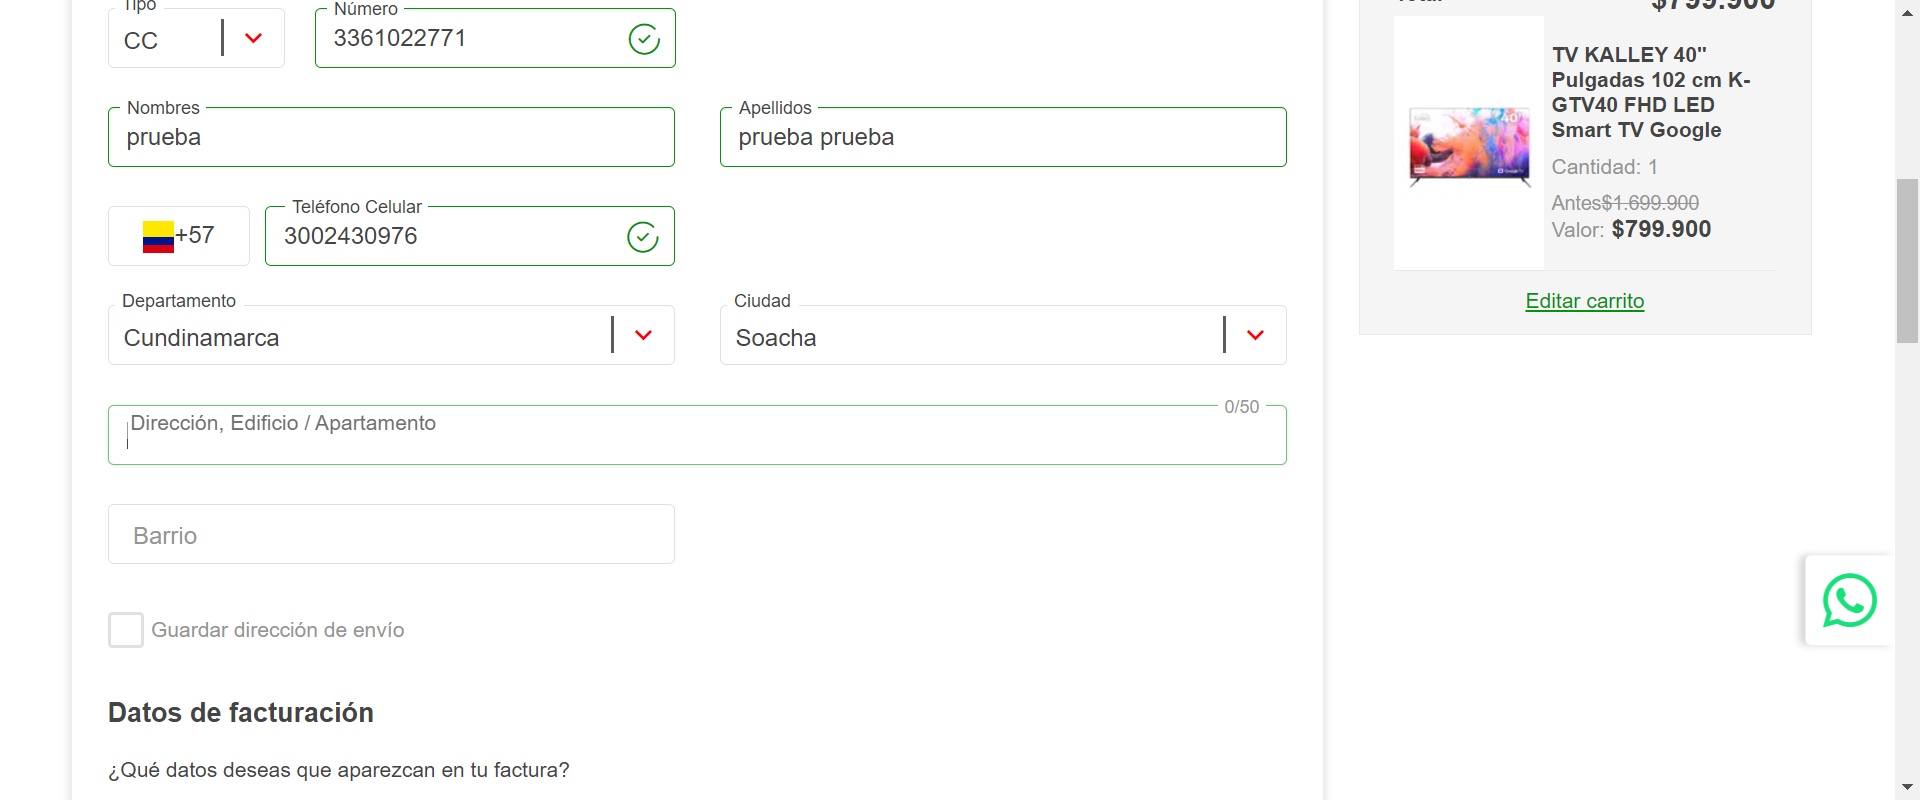 Tipo
CC
Número
3361022771
Nombres
prueba
Apellidos
prueba prueba
+57
Teléfono Celular
3002430976
Departamento
Cundinamarca
Ciudad
Soacha
0/50
Dirección, Edificio / Apartamento
Barrio
Guardar dirección de envío
Datos de facturación
¿Qué datos deseas que aparezcan en tu factura?
Total
$799.900
TV KALLEY 40"
Pulgadas 102 cm K-
GTV40 FHD LED
Smart TV Google
Cantidad: 1
Antes$1.699.900
Valor: $799.900
Editar carrito